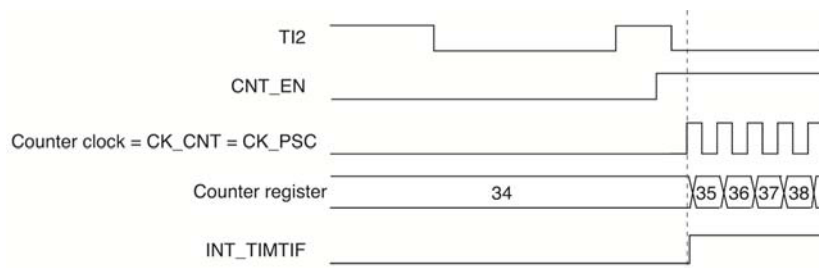 TI2
CNT_EN
Counter clock = CK_CNT = CK_PSC
Counter register 34 35 36 37 38
INT_TIMTIF